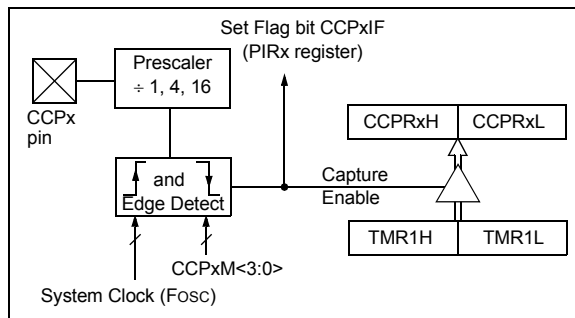 Set Flag bit CCPxIF
(PIRx register)
Prescaler
÷ 1, 4, 16
CCPx
pin
CCPRxH
CCPRxL
and
Edge Detect
Capture
Enable
TMR1H
TMR1L
CCPxM<3:0>
System Clock (FOSC)